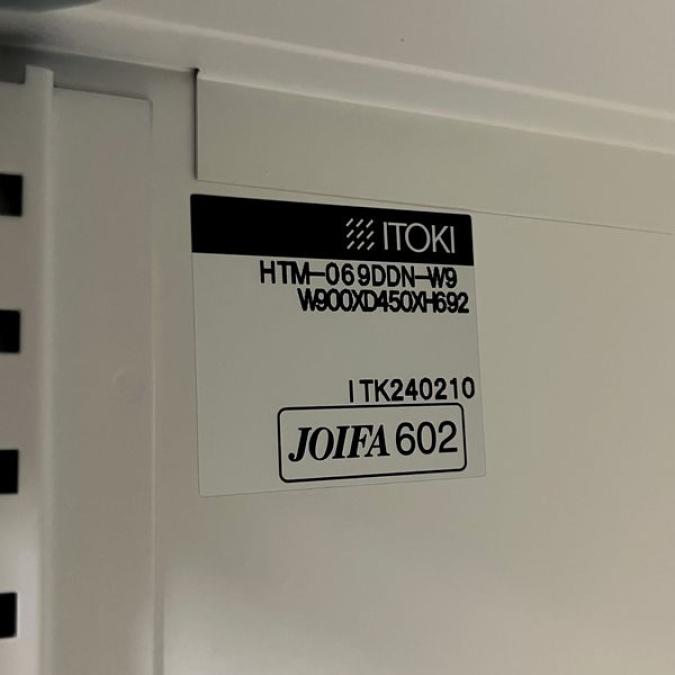 ITOKI
HTM-069DDN-W9
W900XD450XH692
ITK240210
JOIFA 602